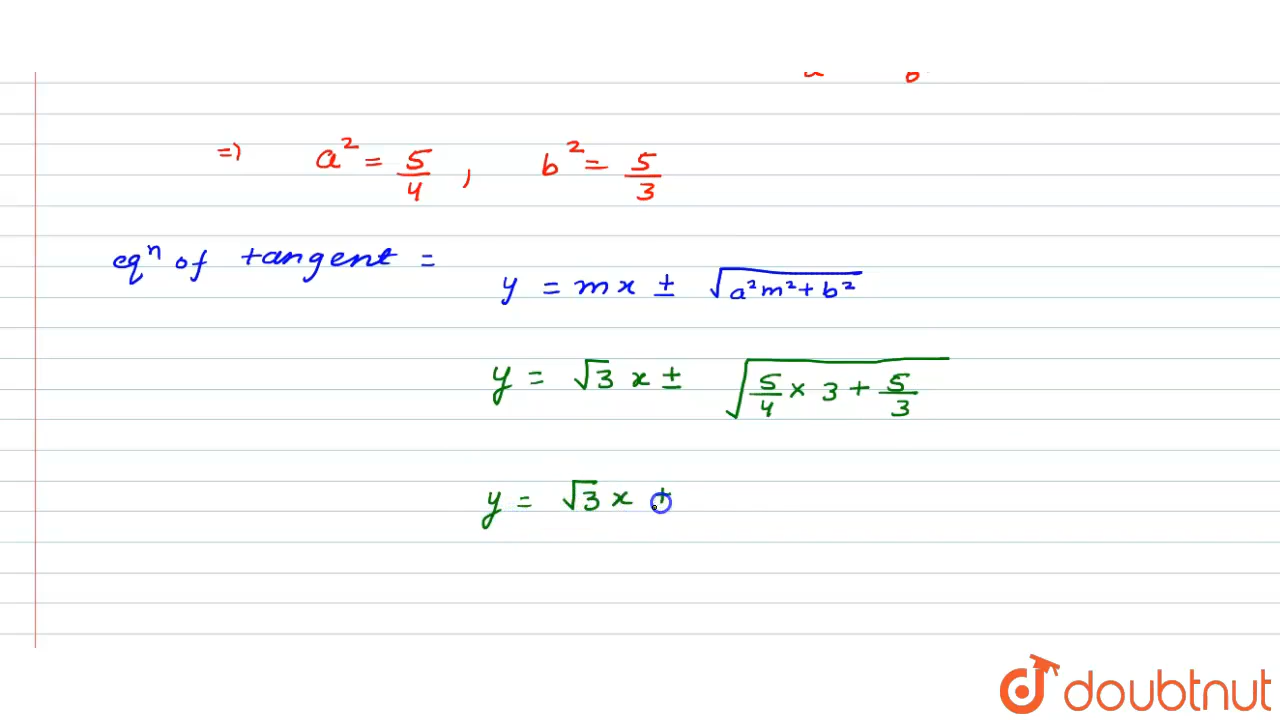 => a² = 5/4 , b² = 5/3
eqⁿ of tangent =
y = mx ± √(a²m² + b²)
y = √3 x ± √(5/4 × 3 + 5/3)
y = √3 x +
doubtnut